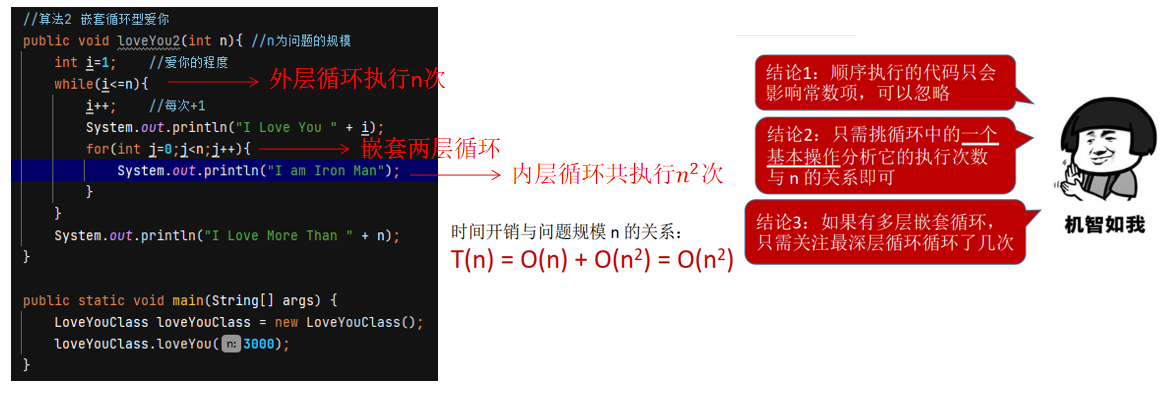 //算法2 嵌套循环型爱你
public void loveYou2(int n){ //n为问题的规模
int i=1; //爱你的程度
while(i<=n){
外层循环执行n次
i++; //每次+1
System.out.println("I Love You " + i);
for(int j=0;j<n;j++){
嵌套两层循环
System.out.println("I am Iron Man");
内层循环共执行n²次
}
}
System.out.println("I Love More Than " + n);
}
public static void main(String[] args) {
LoveYouClass loveYouClass = new LoveYouClass();
loveYouClass.loveYou( n: 3000);
}
时间开销与问题规模 n 的关系:
T(n) = O(n) + O(n²) = O(n²)
结论1：顺序执行的代码只会
影响常数项，可以忽略
结论2：只需挑循环中的一个
基本操作分析它的执行次数
与 n 的关系即可
结论3：如果有多层嵌套循环，
只需关注最深层循环循环了几次
机智如我